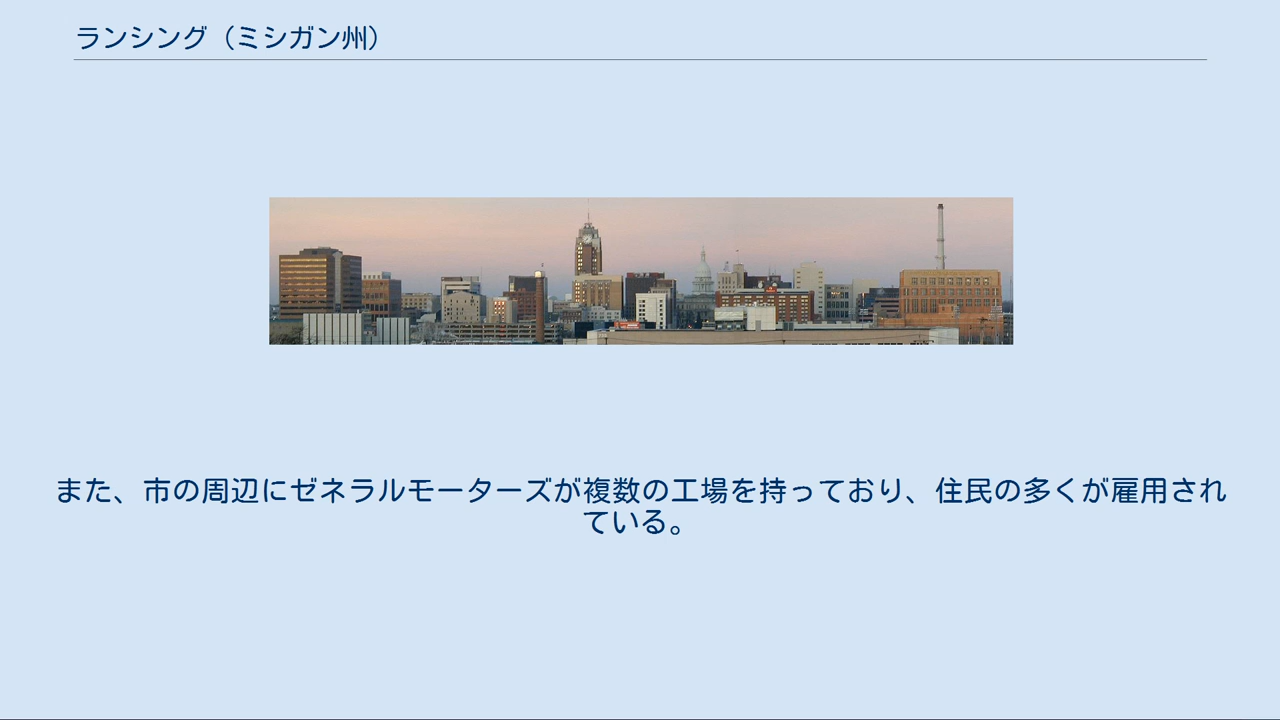 ランシング（ミシガン州）
また、市の周辺にゼネラルモーターズが複数の工場を持っており、住民の多くが雇用され
ている。